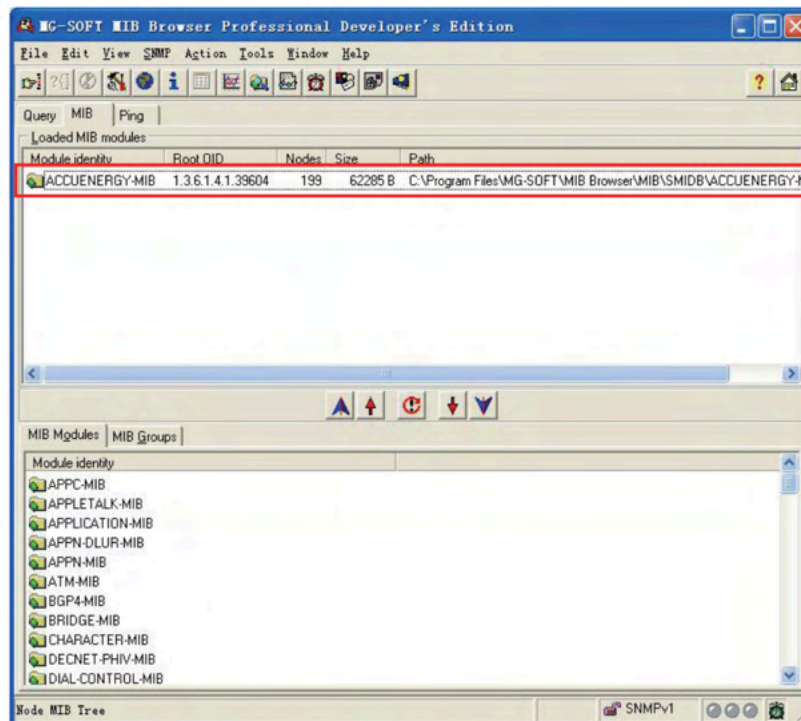 MG-SOFT MIB Browser Professional Developer's Edition
File Edit View SNMP Action Tools Window Help
Query MIB Ping
Loaded MIB modules
Module identity Root OID Nodes Size Path
ACCUENERGY-MIB 1.3.6.1.4.1.39604 199 62285 B C:\Program Files\MG-SOFT\MIB Browser\MIB\SMIDB\ACCUENERGY-
MIB Modules MIB Groups
Module identity
APPC-MIB
APPLETALK-MIB
APPLICATION-MIB
APPN-DLUR-MIB
APPN-MIB
ATM-MIB
BGP4-MIB
BRIDGE-MIB
CHARACTER-MIB
DECNET-PHIV-MIB
DIAL-CONTROL-MIB
Node MIB Tree SNMPv1